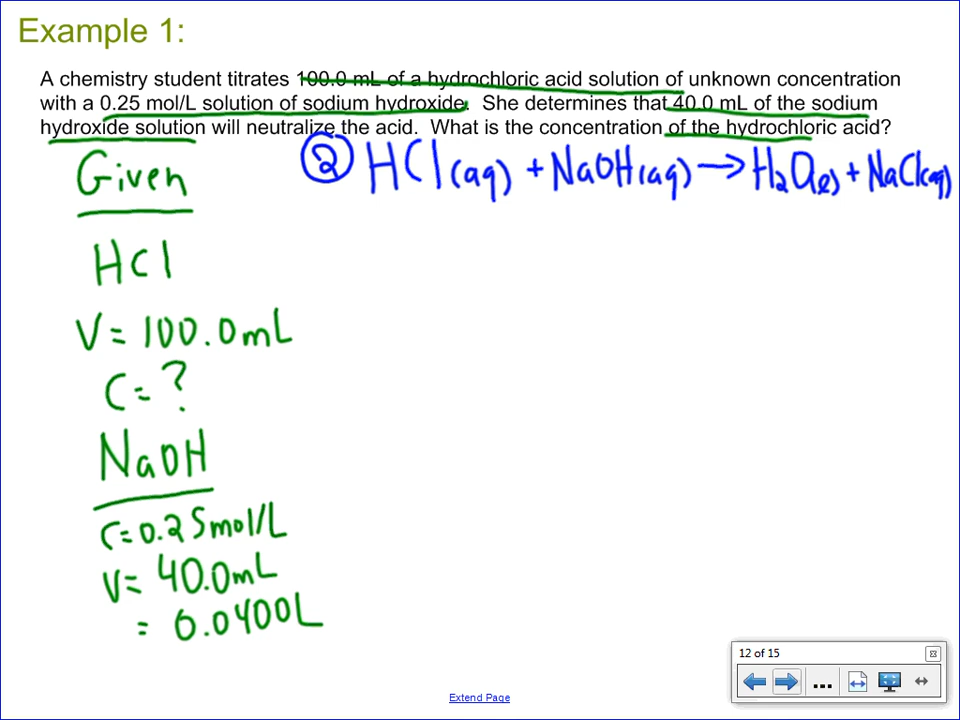 Example 1:
A chemistry student titrates 100.0 mL of a hydrochloric acid solution of unknown concentration
with a 0.25 mol/L solution of sodium hydroxide. She determines that 40.0 mL of the sodium
hydroxide solution will neutralize the acid. What is the concentration of the hydrochloric acid?
Given
② HCl(aq) + NaOH(aq) → H₂O(l) + NaCl(aq)
HCl
V = 100.0mL
C = ?
NaOH
C = 0.25mol/L
V = 40.0mL
= 0.0400L
12 of 15
...
Extend Page